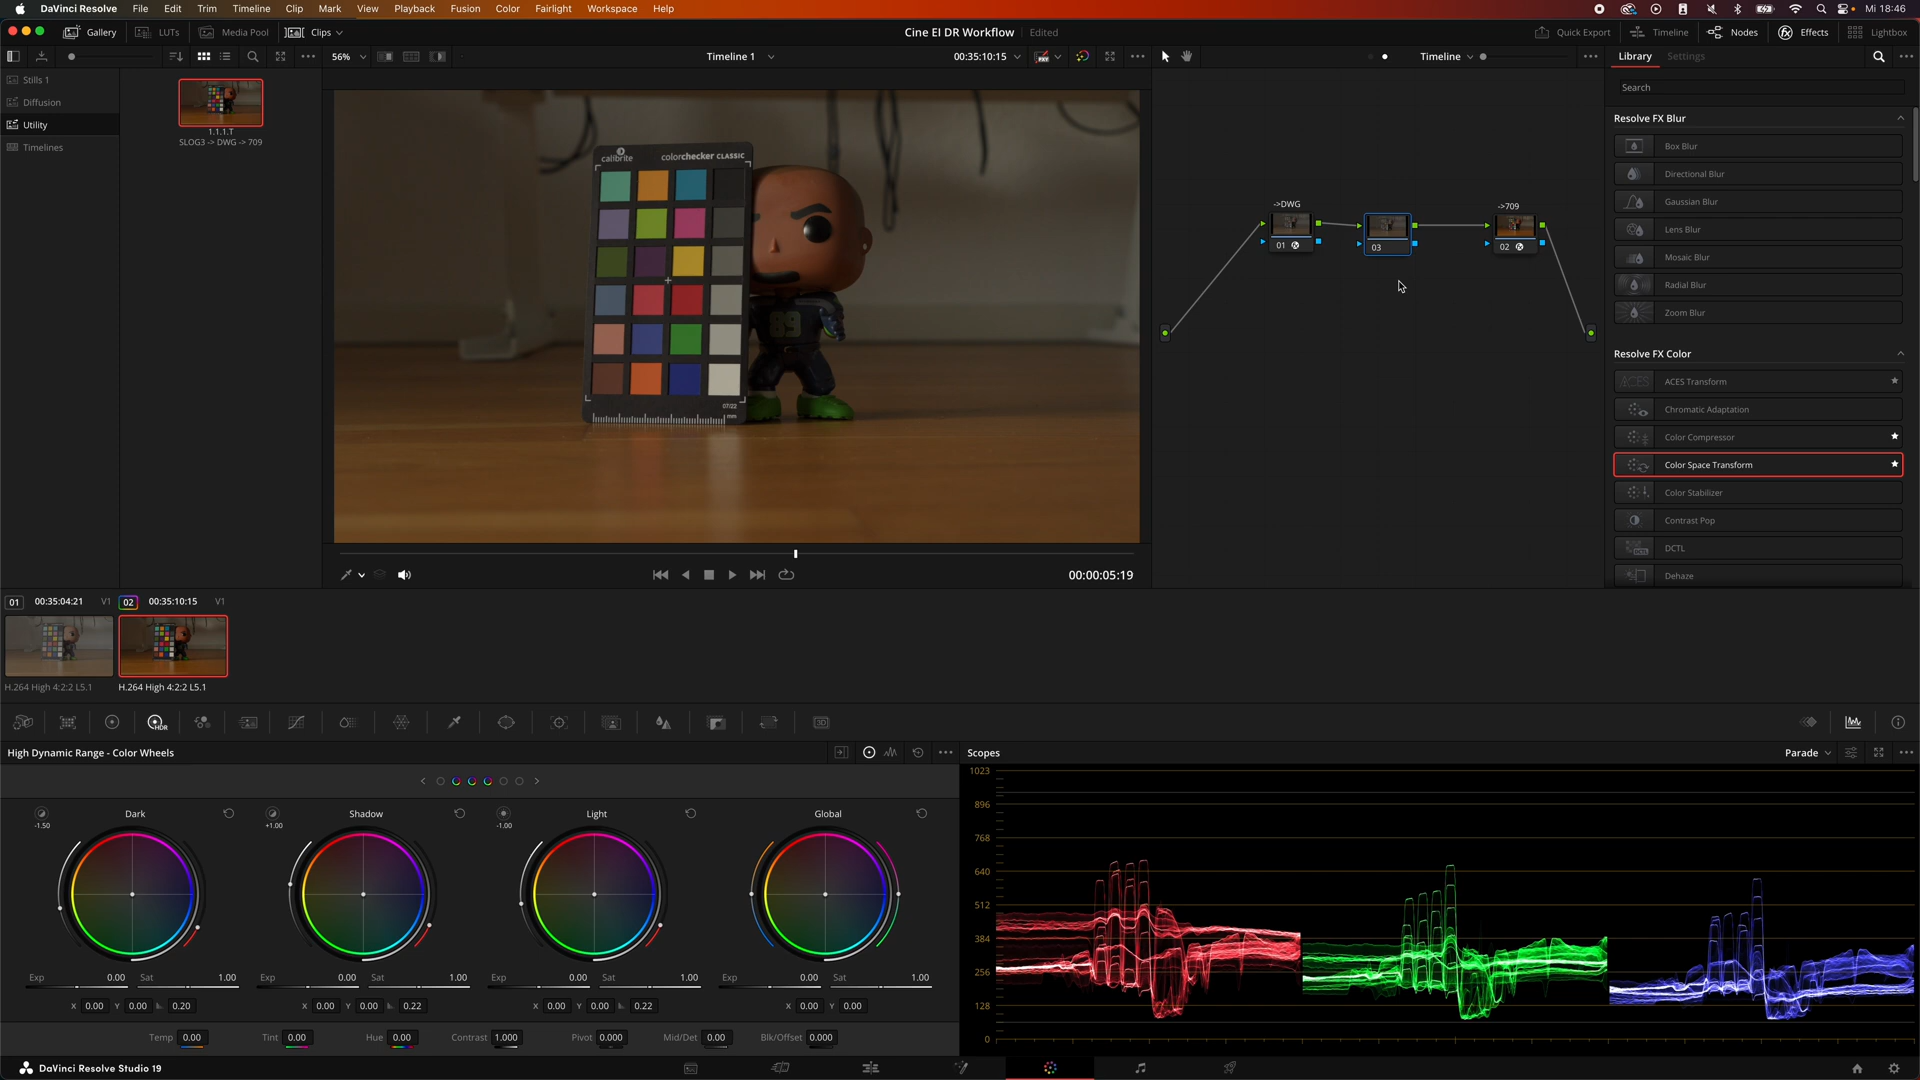 DaVinci Resolve File Edit Trim Timeline Clip Mark View Playback Fusion Color Fairlight Workspace Help Mi 18:46
Gallery LUTs Media Pool Clips Cine EI DR Workflow Edited Quick Export Timeline Nodes Effects Lightbox
56% Timeline 1 00:35:10:15 Timeline Library Settings
Stills 1
Diffusion
Utility
Timelines
1.1.1.T
SLOG3 -> DWG -> 709
calibrite colorchecker CLASSIC
89
07/22
mm
->DWG
01
03
->709
02
Search
Resolve FX Blur
Box Blur
Directional Blur
Gaussian Blur
Lens Blur
Mosaic Blur
Radial Blur
Zoom Blur
Resolve FX Color
ACES ACES Transform
Chromatic Adaptation
Color Compressor
Color Space Transform
Color Stabilizer
Contrast Pop
DCTL DCTL
Dehaze
00:00:05:19
01 00:35:04:21 V1 02 00:35:10:15 V1
H.264 High 4:2:2 L5.1 H.264 High 4:2:2 L5.1
HDR 3D
High Dynamic Range - Color Wheels Scopes Parade
Dark Shadow Light Global
-1.50 +1.00 -1.00
Exp 0.00 Sat 1.00 Exp 0.00 Sat 1.00 Exp 0.00 Sat 1.00 Exp 0.00 Sat 1.00
X 0.00 Y 0.00 0.20 X 0.00 Y 0.00 0.22 X 0.00 Y 0.00 0.22 X 0.00 Y 0.00
Temp 0.00 Tint 0.00 Hue 0.00 Contrast 1.000 Pivot 0.000 Mid/Det 0.00 Blk/Offset 0.000
1023
896
768
640
512
384
256
128
0
DaVinci Resolve Studio 19